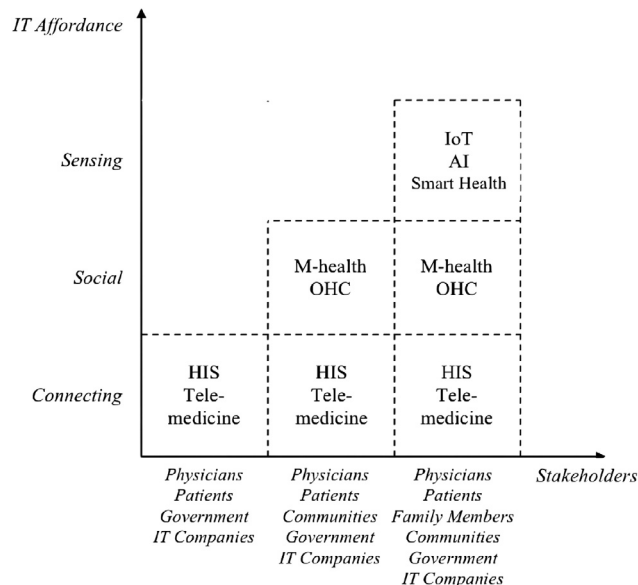 IT Affordance
Sensing
IoT
AI
Smart Health
Social
M-health
OHC
M-health
OHC
Connecting
HIS
Tele-
medicine
HIS
Tele-
medicine
HIS
Tele-
medicine
Physicians
Patients
Government
IT Companies
Physicians
Patients
Communities
Government
IT Companies
Physicians
Patients
Family Members
Communities
Government
IT Companies
Stakeholders